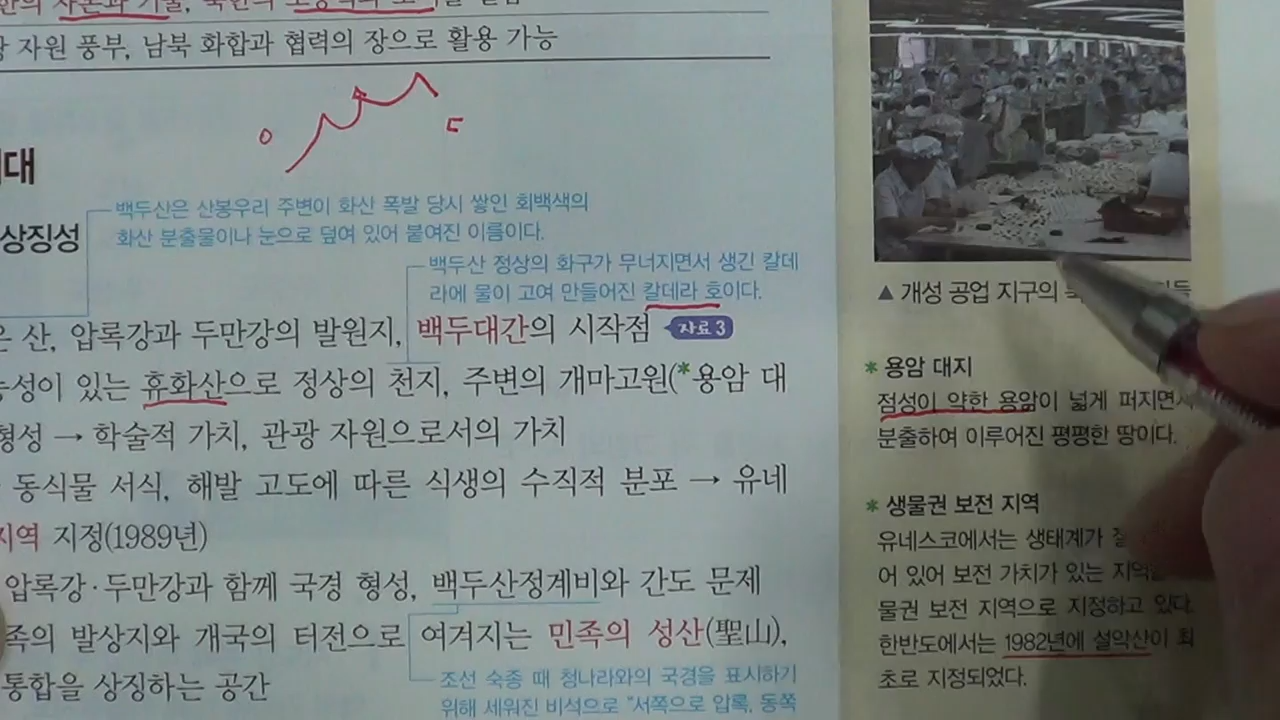 자본과 기술, 북한의
자원 풍부, 남북 화합과 협력의 장으로 활용 가능
대
백두산은 산봉우리 주변이 화산 폭발 당시 쌓인 회백색의
화산 분출물이나 눈으로 덮여 있어 붙여진 이름이다.
상징성
백두산 정상의 화구가 무너지면서 생긴 칼데
라에 물이 고여 만들어진 칼데라 호이다.
은 산, 압록강과 두만강의 발원지, 백두대간의 시작점 자료 3
능성이 있는 휴화산으로 정상의 천지, 주변의 개마고원(*용암 대
형성 → 학술적 가치, 관광 자원으로서의 가치
동식물 서식, 해발 고도에 따른 식생의 수직적 분포 → 유네
지역 지정(1989년)
압록강·두만강과 함께 국경 형성, 백두산정계비와 간도 문제
족의 발상지와 개국의 터전으로 여겨지는 민족의 성산(聖山),
통합을 상징하는 공간
조선 숙종 때 청나라와의 국경을 표시하기
위해 세워진 비석으로 "서쪽으로 압록, 동쪽
▲ 개성 공업 지구의
* 용암 대지
점성이 약한 용암이 넓게 퍼지면서
분출하여 이루어진 평평한 땅이다.
* 생물권 보전 지역
유네스코에서는 생태계가
어 있어 보전 가치가 있는 지역
물권 보전 지역으로 지정하고 있다.
한반도에서는 1982년에 설악산이 최
초로 지정되었다.